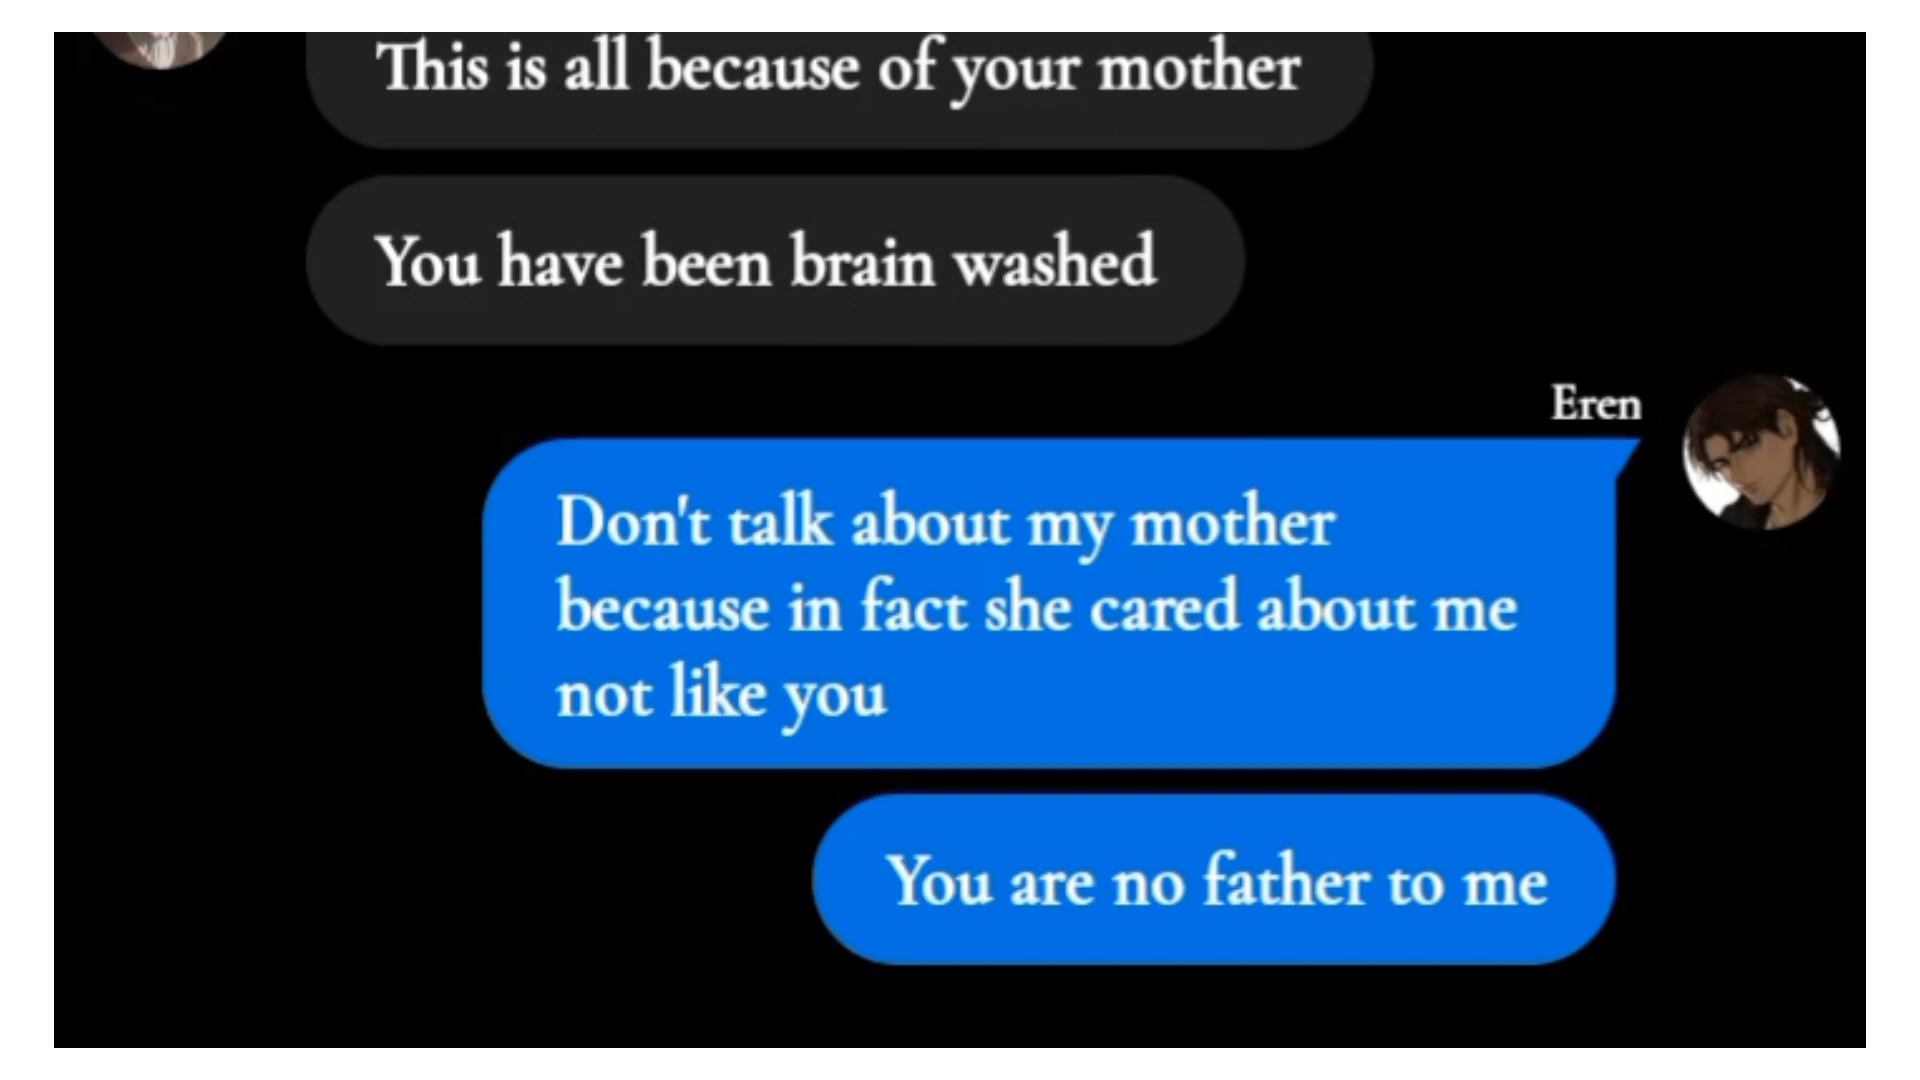 This is all because of your mother
You have been brain washed
Eren
Don't talk about my mother
because in fact she cared about me
not like you
You are no father to me